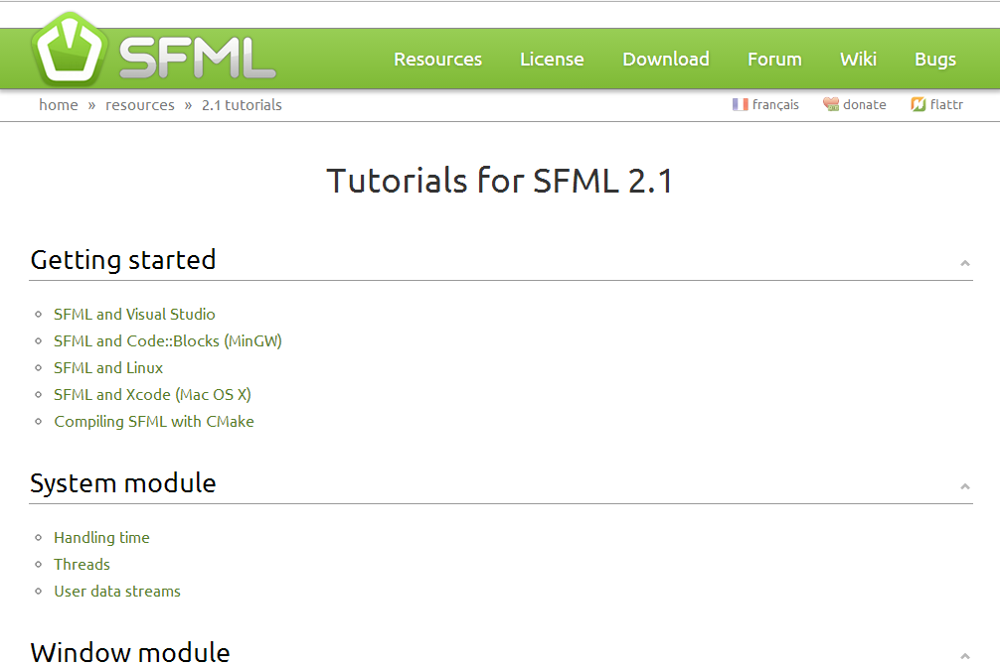 SFML
Resources License Download Forum Wiki Bugs
home » resources » 2.1 tutorials
français donate flattr
Tutorials for SFML 2.1
Getting started
SFML and Visual Studio
SFML and Code::Blocks (MinGW)
SFML and Linux
SFML and Xcode (Mac OS X)
Compiling SFML with CMake
System module
Handling time
Threads
User data streams
Window module